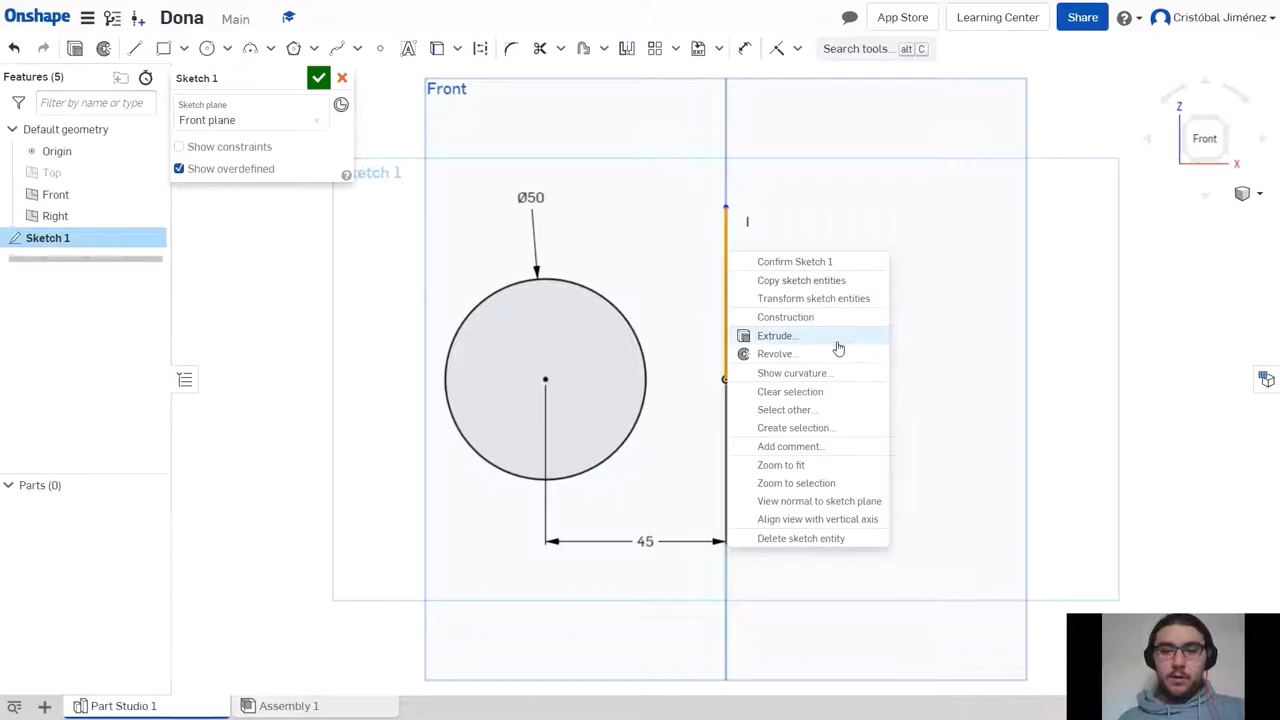 Onshape
Dona
Main
App Store
Learning Center
Share
Cristóbal Jiménez
Search tools... alt C
Features (5)
Filter by name or type
Default geometry
Origin
Top
Front
Right
Sketch 1
Parts (0)
Sketch 1
Sketch plane
Front plane
Show constraints
Show overdefined
Front
Ø50
45
Confirm Sketch 1
Copy sketch entities
Transform sketch entities
Construction
Extrude...
Revolve...
Show curvature...
Clear selection
Select other...
Create selection...
Add comment...
Zoom to fit
Zoom to selection
View normal to sketch plane
Align view with vertical axis
Delete sketch entity
Z
Front
X
Part Studio 1
Assembly 1